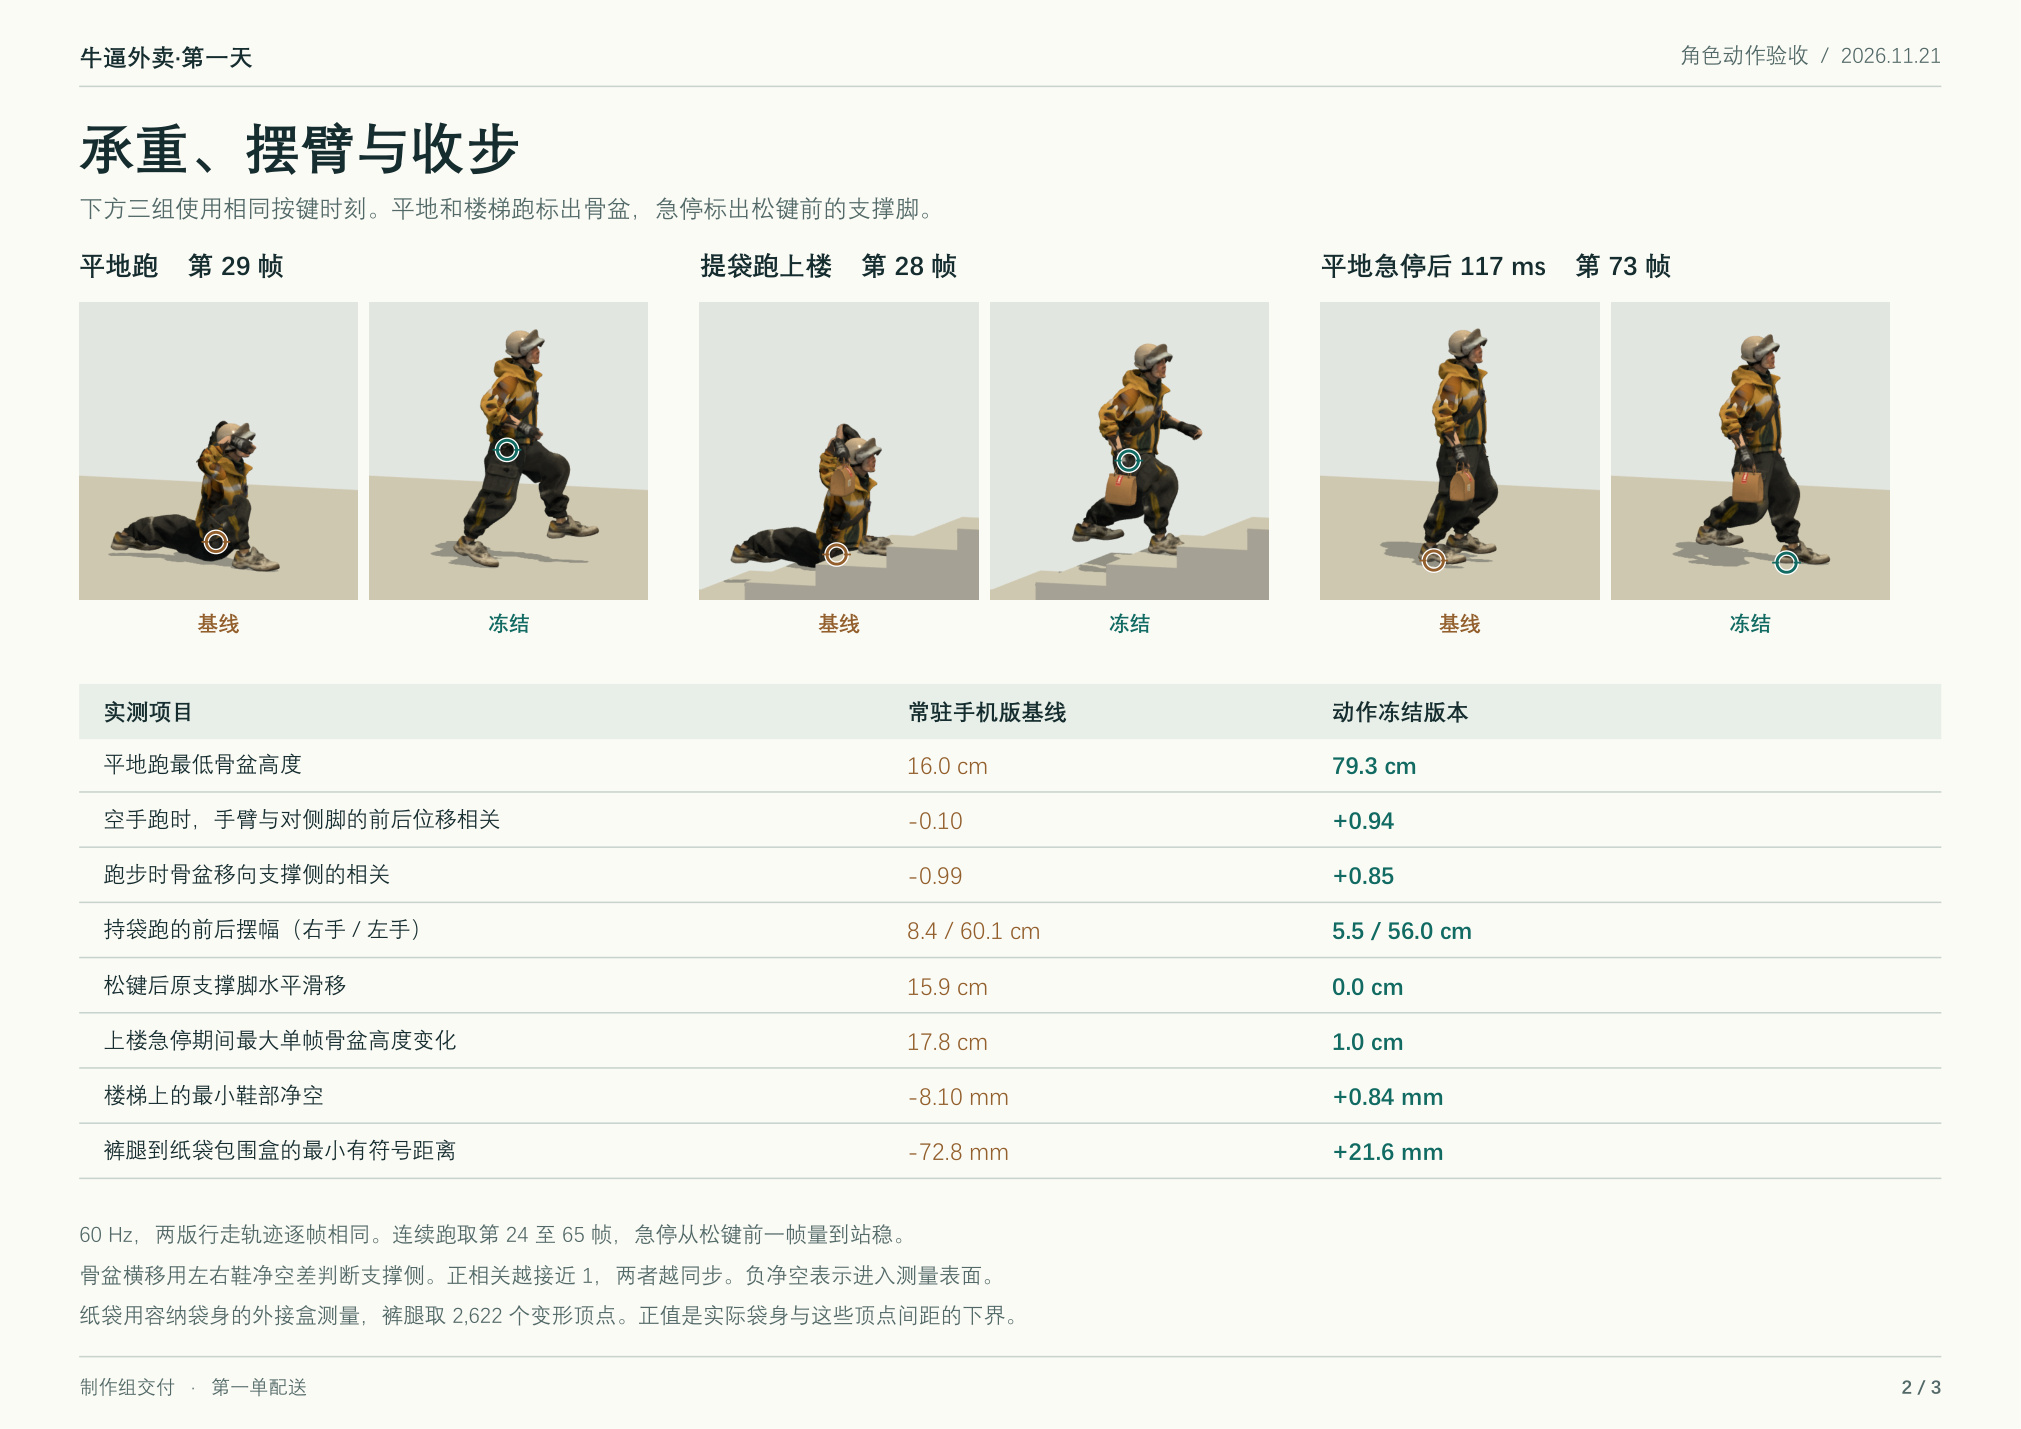 牛逼外卖·第一天
角色动作验收 / 2026.11.21
承重、摆臂与收步
下方三组使用相同按键时刻。平地和楼梯跑标出骨盆，急停标出松键前的支撑脚。
平地跑 第 29 帧
提袋跑上楼 第 28 帧
平地急停后 117 ms 第 73 帧
基线
冻结
基线
冻结
基线
冻结
实测项目 常驻手机版基线 动作冻结版本
平地跑最低骨盆高度 16.0 cm 79.3 cm
空手跑时，手臂与对侧脚的前后位移相关 -0.10 +0.94
跑步时骨盆移向支撑侧的相关 -0.99 +0.85
持袋跑的前后摆幅（右手 / 左手） 8.4 / 60.1 cm 5.5 / 56.0 cm
松键后原支撑脚水平滑移 15.9 cm 0.0 cm
上楼急停期间最大单帧骨盆高度变化 17.8 cm 1.0 cm
楼梯上的最小鞋部净空 -8.10 mm +0.84 mm
裤腿到纸袋包围盒的最小有符号距离 -72.8 mm +21.6 mm
60 Hz，两版行走轨迹逐帧相同。连续跑取第 24 至 65 帧，急停从松键前一帧量到站稳。
骨盆横移用左右鞋净空差判断支撑侧。正相关越接近 1，两者越同步。负净空表示进入测量表面。
纸袋用容纳袋身的外接盒测量，裤腿取 2,622 个变形顶点。正值是实际袋身与这些顶点间距的下界。
制作组交付 · 第一单配送
2 / 3